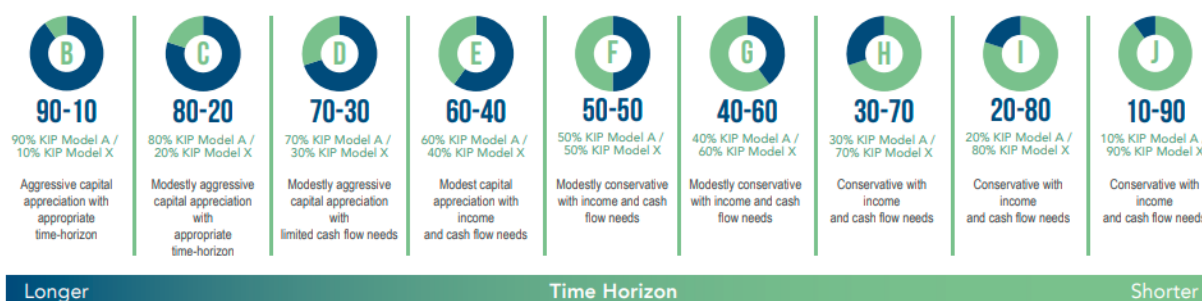 B
90-10
90% KIP Model A /
10% KIP Model X
Aggressive capital
appreciation with
appropriate
time-horizon
C
80-20
80% KIP Model A /
20% KIP Model X
Modestly aggressive
capital appreciation
with
appropriate
time-horizon
D
70-30
70% KIP Model A /
30% KIP Model X
Modestly aggressive
capital appreciation
with
limited cash flow needs
E
60-40
60% KIP Model A /
40% KIP Model X
Modest capital
appreciation with
income
and cash flow needs
F
50-50
50% KIP Model A /
50% KIP Model X
Modestly conservative
with income and cash
flow needs
G
40-60
40% KIP Model A /
60% KIP Model X
Modestly conservative
with income and cash
flow needs
H
30-70
30% KIP Model A /
70% KIP Model X
Conservative with
income
and cash flow needs
I
20-80
20% KIP Model A /
80% KIP Model X
Conservative with
income
and cash flow needs
J
10-90
10% KIP Model A
90% KIP Model X
Conservative with
income
and cash flow needs
Longer
Time Horizon
Shorter